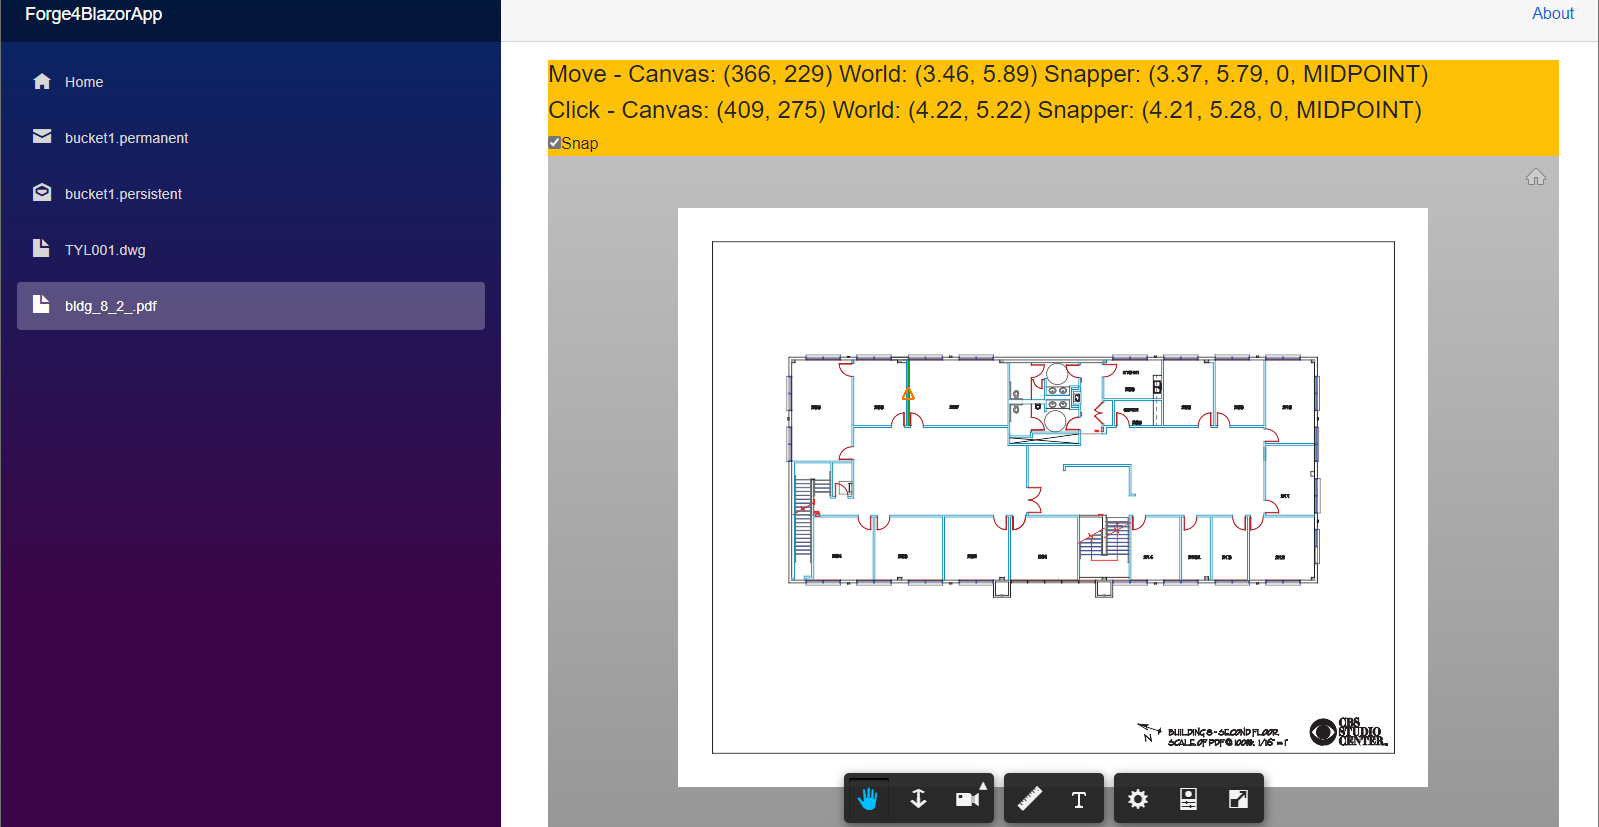 Forge4BlazorApp
About
Home
bucket1.permanent
bucket1.persistent
TYL001.dwg
bldg_8_2_.pdf
Move - Canvas: (366, 229) World: (3.46, 5.89) Snapper: (3.37, 5.79, 0, MIDPOINT)
Click - Canvas: (409, 275) World: (4.22, 5.22) Snapper: (4.21, 5.28, 0, MIDPOINT)
Snap
N
BUILDING 8 - SECOND FLOOR
SCALE OF PDF @ 100%: 1/16" = 1'
CBS
STUDIO
CENTER
T